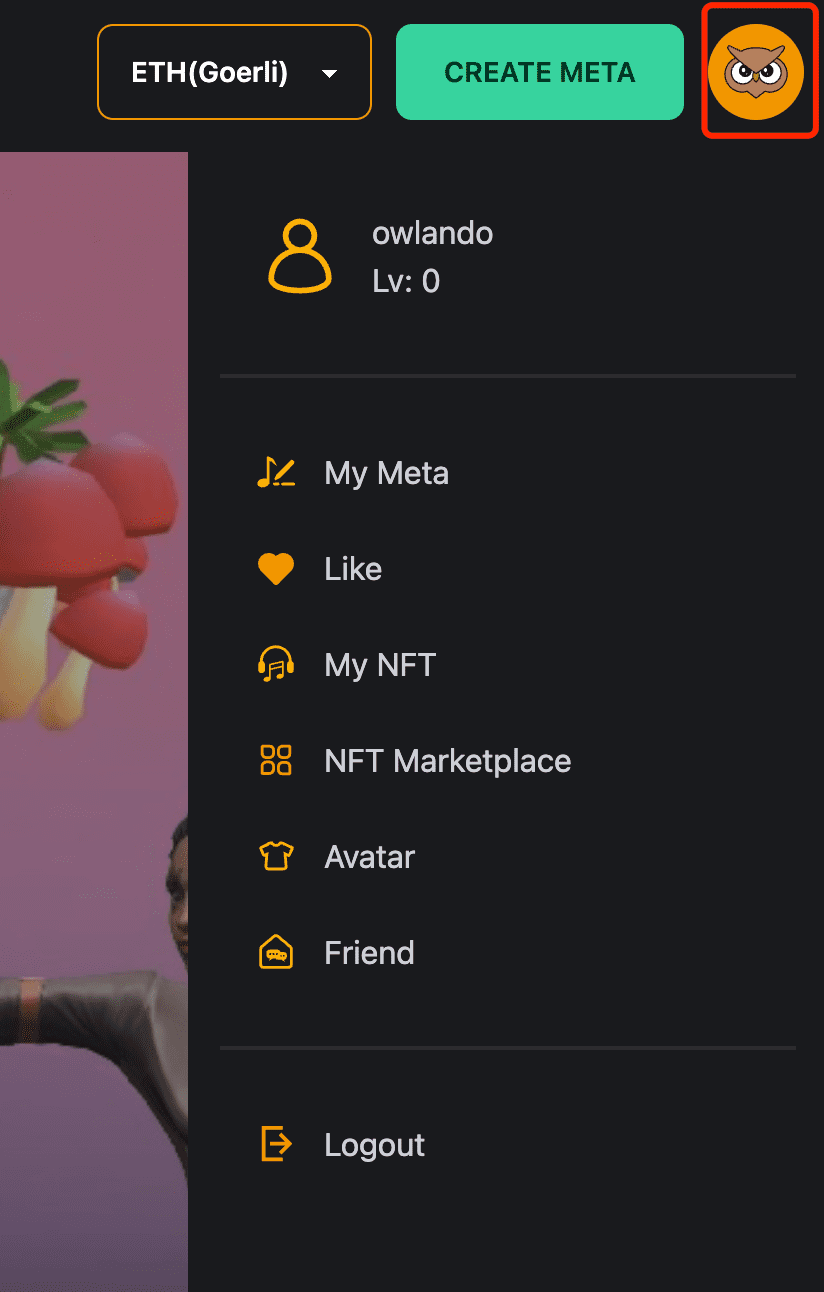 ETH(Goerli)
CREATE META
owlando
Lv: 0
My Meta
Like
My NFT
NFT Marketplace
Avatar
Friend
Logout